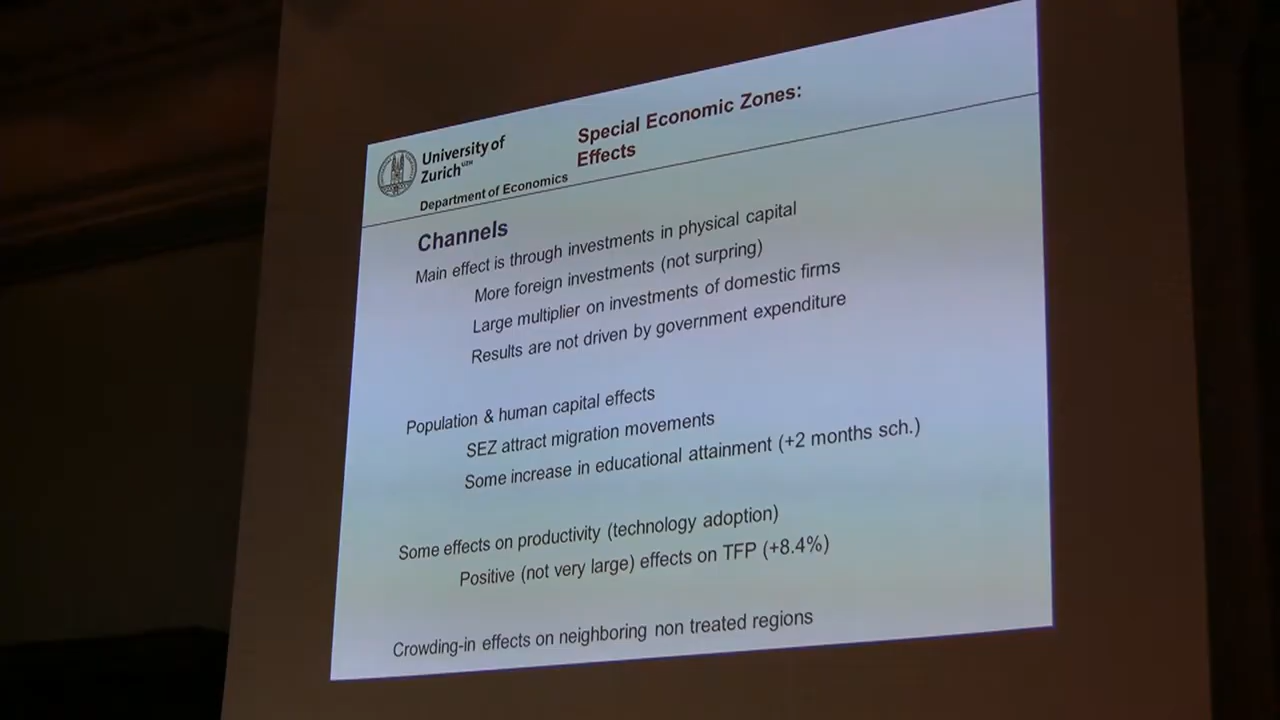 University of
Zurich UZH
Department of Economics
Special Economic Zones:
Effects
Channels
Main effect is through investments in physical capital
More foreign investments (not surpring)
Large multiplier on investments of domestic firms
Results are not driven by government expenditure
Population & human capital effects
SEZ attract migration movements
Some increase in educational attainment (+2 months sch.)
Some effects on productivity (technology adoption)
Positive (not very large) effects on TFP (+8.4%)
Crowding-in effects on neighboring non treated regions